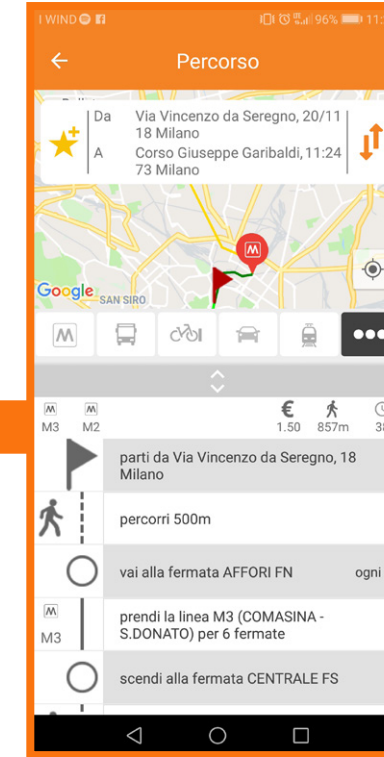 I WIND 96% 11:
Percorso
Da Via Vincenzo da Seregno, 20/11
18 Milano
A Corso Giuseppe Garibaldi, 11:24
73 Milano
M
Google SAN SIRO
M
M M € 
M3 M2 1.50 857m
parti da Via Vincenzo da Seregno, 18
Milano
percorri 500m
vai alla fermata AFFORI FN ogni
M
M3
prendi la linea M3 (COMASINA -
S.DONATO) per 6 fermate
scendi alla fermata CENTRALE FS